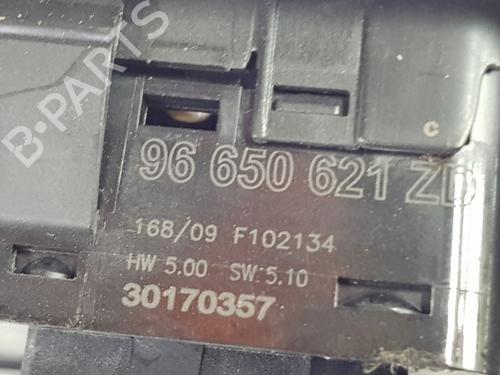 B-PARTS
c
96 650 621 ZD
168/09 F102134
HW 5.00 SW 5.10
30170357